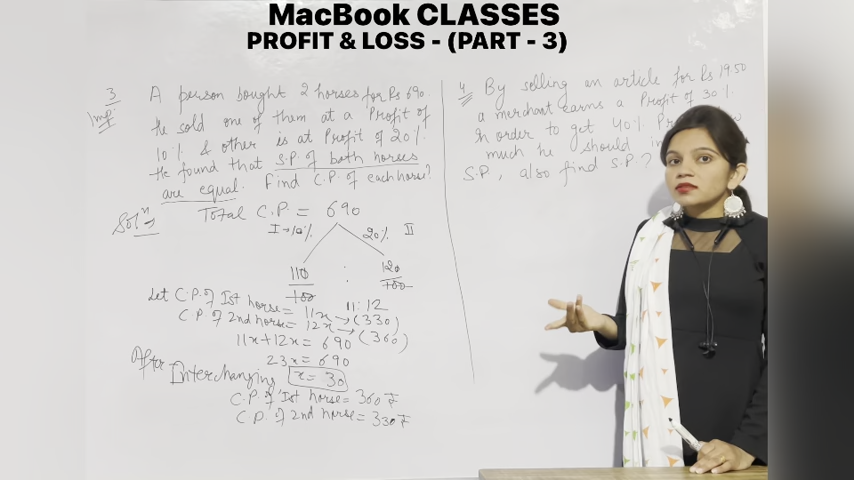 MacBook CLASSES
PROFIT & LOSS - (PART - 3)
3
Imp:
A person bought 2 horses for Rs 690.
He sold one of them at a Profit of
10% & other is at Profit of 20%.
He found that S.P. of both horses
are equal. Find C.P. of each horse?
Solⁿ→
Total C.P. = 690
I → 10% 20% II
110 : 120
100 100
11 : 12
Let C.P. of Ist horse = 11x → (330)
C.P. of 2nd horse = 12x → (360)
11x + 12x = 690
23x = 690
x = 30
After Interchanging
C.P. of Ist horse = 360 ₹
C.P. of 2nd horse = 330 ₹
4
By selling an article for Rs 1950
a merchant earns a Profit of 30%.
In order to get 40%
much he should
S.P., also find S.P.?